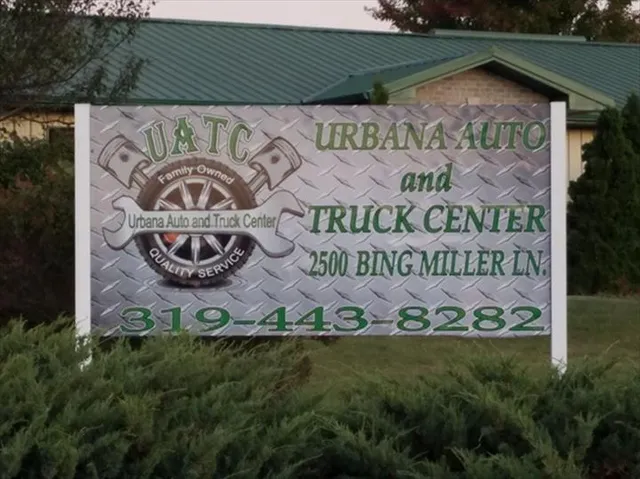 UATC
Family Owned
Urbana Auto and Truck Center
QUALITY SERVICE
URBANA AUTO
and
TRUCK CENTER
2500 BING MILLER LN.
319-443-8282